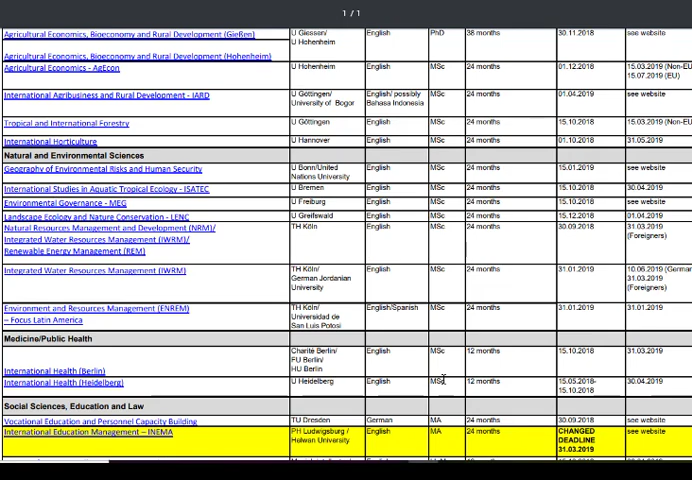 1 / 1
Agricultural Economics, Bioeconomy and Rural Development (Gießen) U Giessen/ English PhD 38 months 30.11.2018 see website
U Hohenheim
Agricultural Economics, Bioeconomy and Rural Development (Hohenheim)
Agricultural Economics - AgEcon U Hohenheim English MSc 24 months 01.12.2018 15.03.2019 (Non-EU
15.07.2019 (EU)
International Agribusiness and Rural Development - IARD U Göttingen/ English/ possibly MSc 24 months 01.04.2019 see website
University of Bogor Bahasa Indonesia
Tropical and International Forestry U Göttingen English MSc 24 months 15.10.2018 15.03.2019 (Non-EU
International Horticulture U Hannover English MSc 24 months 01.10.2018 31.05.2019
Natural and Environmental Sciences
Geography of Environmental Risks and Human Security U Bonn/United English MSc 24 months 15.01.2019 see website
Nations University
International Studies in Aquatic Tropical Ecology - ISATEC U Bremen English MSc 24 months 15.10.2018 30.04.2019
Environmental Governance - MEG U Freiburg English MSc 24 months 15.10.2018 see website
Landscape Ecology and Nature Conservation - LENC U Greifswald English MSc 24 months 15.12.2018 01.04.2019
Natural Resources Management and Development (NRM)/ TH Köln English MSc 24 months 30.09.2018 31.03.2019
Integrated Water Resources Management (IWRM)/ (Foreigners)
Renewable Energy Management (REM)
Integrated Water Resources Management (IWRM) TH Köln/ English MSc 24 months 31.01.2019 10.06.2019 (German
German Jordanian 31.03.2019
University (Foreigners)
Environment and Resources Management (ENREM) TH Köln/ English/Spanish MSc 24 months 31.01.2019 31.01.2019
– Focus Latin America Universidad de
San Luis Potosi
Medicine/Public Health
Charité Berlin/ English MSc 12 months 15.10.2018 31.03.2019
FU Berlin/
International Health (Berlin) HU Berlin
International Health (Heidelberg) U Heidelberg English MSc 12 months 15.05.2018- 30.04.2019
15.10.2018
Social Sciences, Education and Law
Vocational Education and Personnel Capacity Building TU Dresden German MA 24 months 30.09.2018 see website
International Education Management – INEMA PH Ludwigsburg / English MA 24 months CHANGED see website
Helwan University DEADLINE
31.03.2019